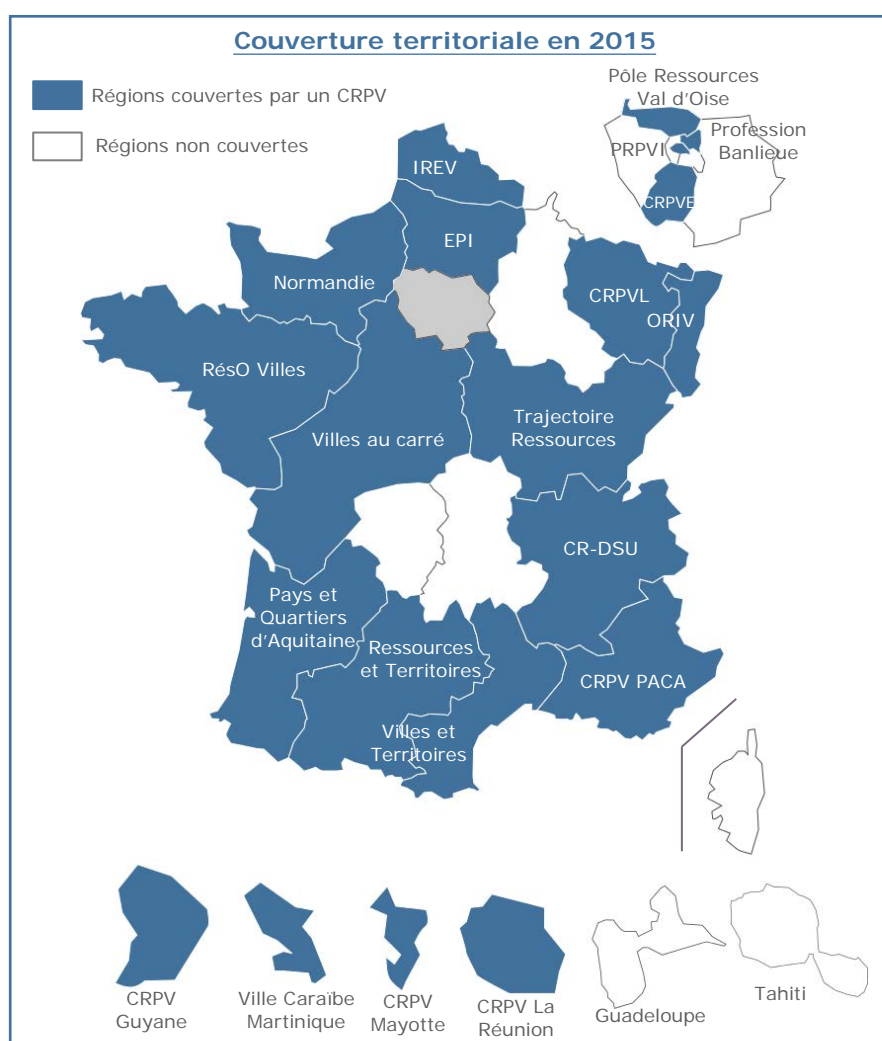 Couverture territoriale en 2015
Régions couvertes par un CRPV
Régions non couvertes
Pôle Ressources
Val d'Oise
Profession
Banlieue
PRPVI
CRPVE
IREV
EPI
Normandie
CRPVL
ORIV
RésO Villes
Villes au carré
Trajectoire
Ressources
CR-DSU
Pays et
Quartiers
d'Aquitaine
Ressources
et Territoires
CRPV PACA
Villes et
Territoires
CRPV
Guyane
Ville Caraïbe
Martinique
CRPV
Mayotte
CRPV La
Réunion
Guadeloupe
Tahiti